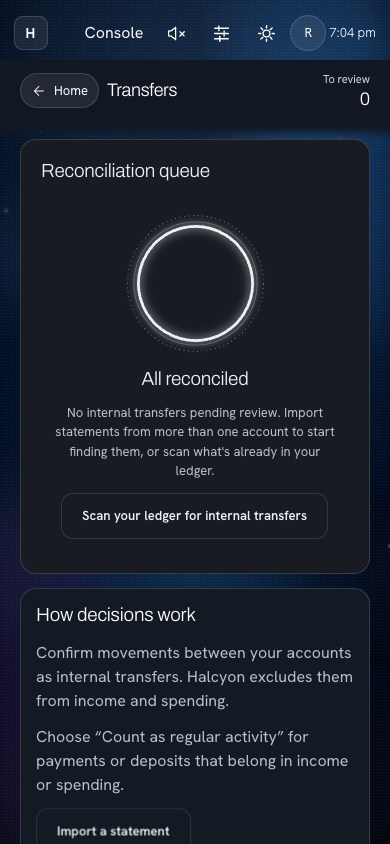 H
Console
R
7:04 pm
Home
Transfers
To review
0
Reconciliation queue
All reconciled
No internal transfers pending review. Import
statements from more than one account to start
finding them, or scan what's already in your
ledger.
Scan your ledger for internal transfers
How decisions work
Confirm movements between your accounts
as internal transfers. Halcyon excludes them
from income and spending.
Choose “Count as regular activity” for
payments or deposits that belong in income
or spending.
Import a statement